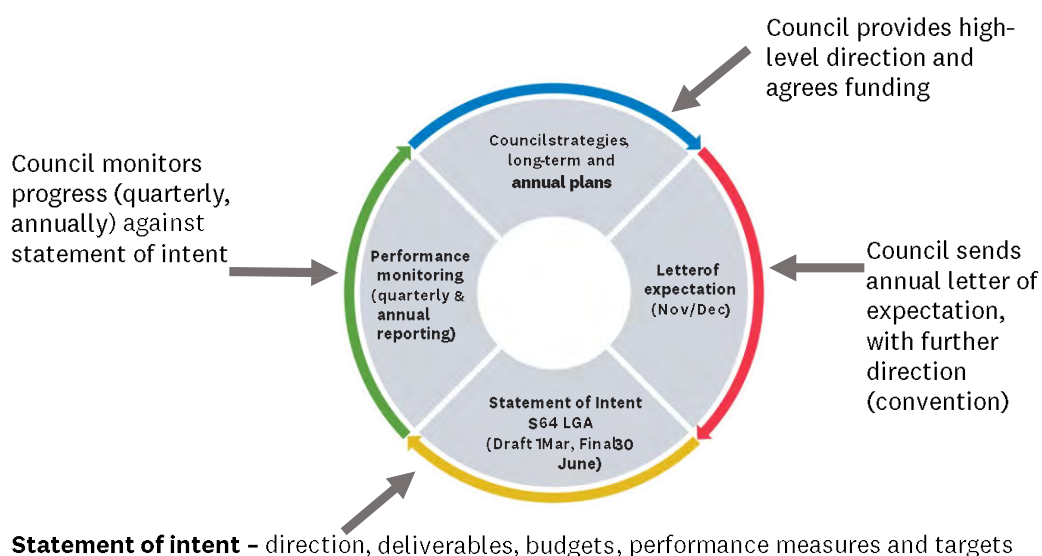 Council provides high-
level direction and
agrees funding
Councilstrategies,
long-term and
annual plans
Council monitors
progress (quarterly,
annually) against
statement of intent
Performance
monitoring
(quarterly &
annual
reporting)
Letterof
expectation
(Nov/Dec)
Council sends
annual letter of
expectation,
with further
direction
(convention)
Statement of Intent
S64 LGA
(Draft 1Mar, Final30
June)
Statement of intent – direction, deliverables, budgets, performance measures and targets